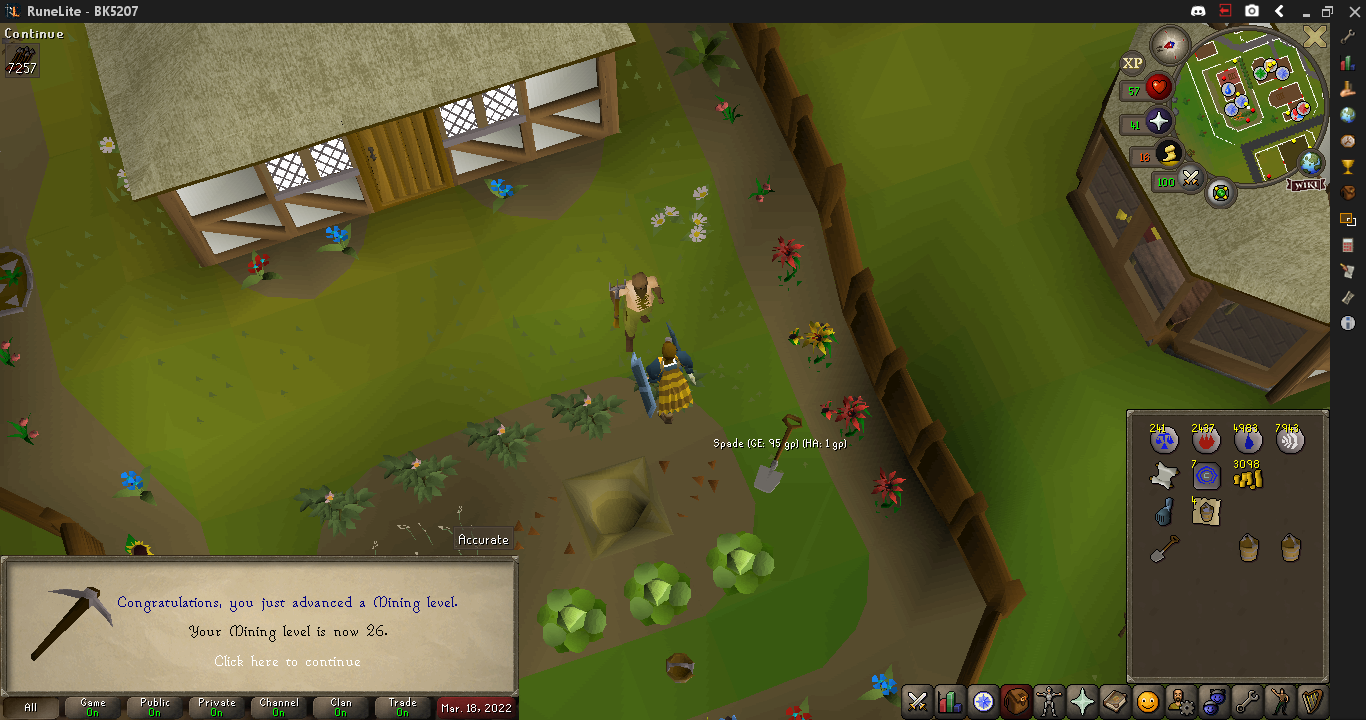 RuneLite - BK5207
Continue
7257
XP
57
41
16
100
WIKI
Spade (GE: 95 gp) (HA: 1 gp)
241
2437
4983
7943
7
3098
4
Accurate
Congratulations, you just advanced a Mining level.
Your Mining level is now 26.
Click here to continue
All
Game
On
Public
On
Private
On
Channel
On
Clan
On
Trade
On
Mar. 18, 2022